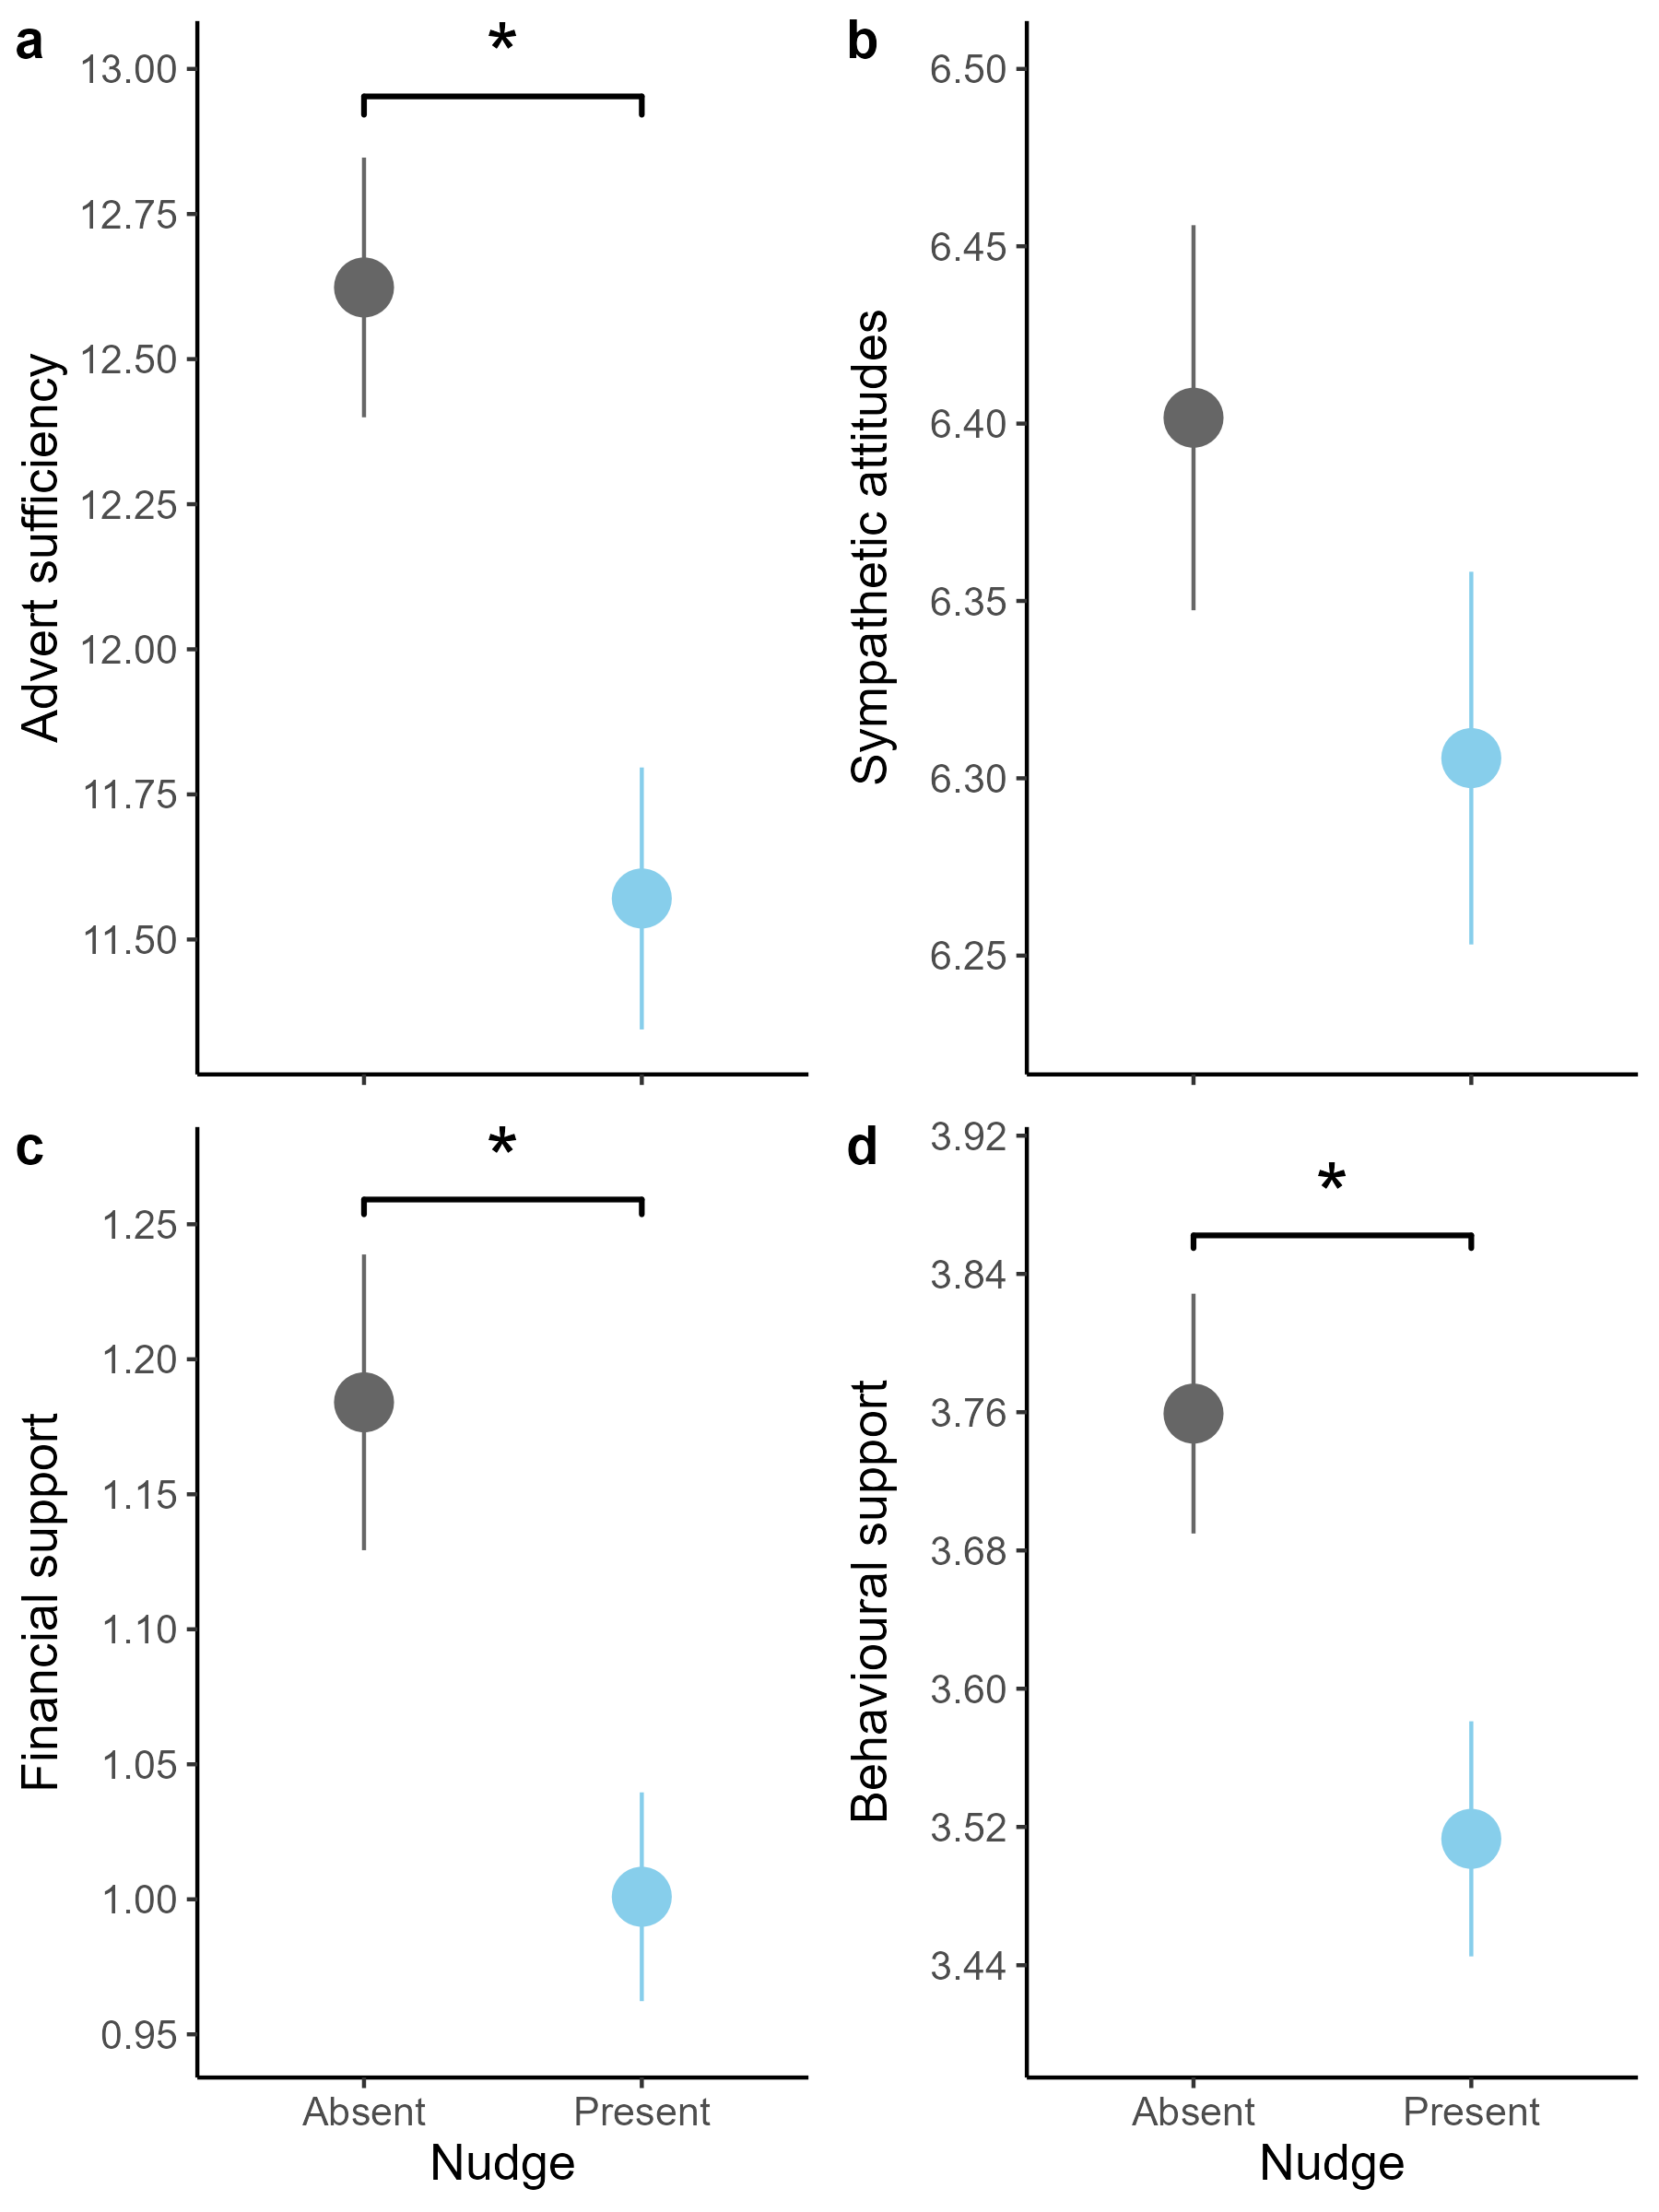 a
*
13.00
12.75
12.50
12.25
12.00
11.75
11.50
Advert sufficiency
b
6.50
6.45
6.40
6.35
6.30
6.25
Sympathetic attitudes
c
*
1.25
1.20
1.15
1.10
1.05
1.00
0.95
Financial support
Absent Present
Nudge
d
*
3.92
3.84
3.76
3.68
3.60
3.52
3.44
Behavioural support
Absent Present
Nudge